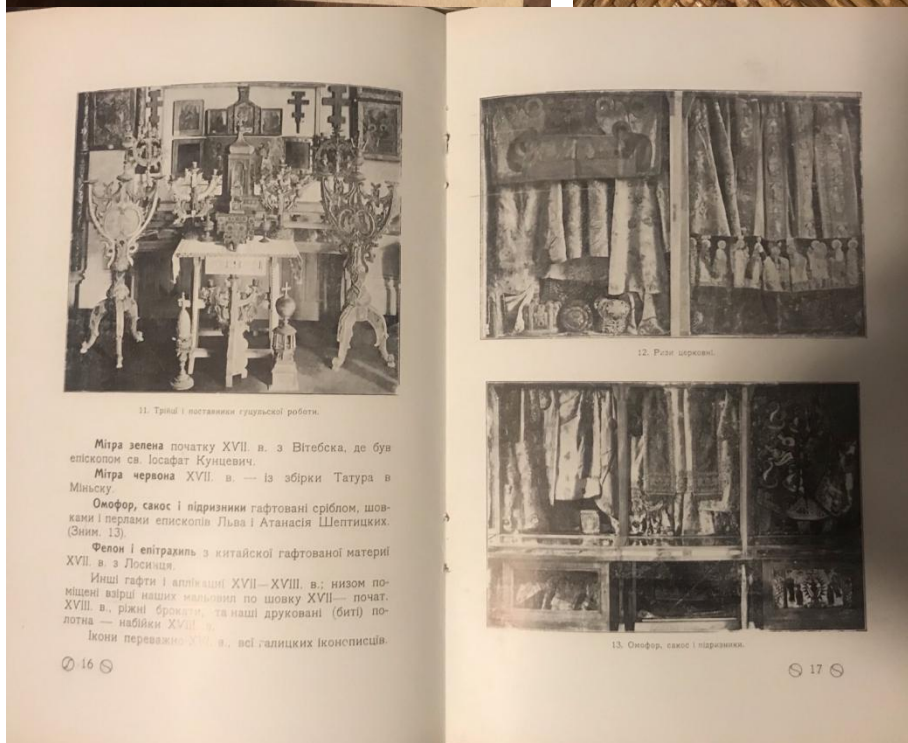 11. Трійці і поставники гуцульскої роботи.
Мітра зелена початку XVII. в. з Вітебска, де був
епіскопом св. Іосафат Кунцевич.
Мітра червона XVII. в. — із збірки Татура в
Міньску.
Омофор, сакос і підризники гафтовані сріблом, шов-
ками і перлами епископів Льва і Атанасія Шептицких.
(Зним. 13).
Фелон і епітрахиль з китайскої гафтованої материї
XVII. в. з Лосинця.
Инші гафти і аплікациї XVII—XVIII. в.; низом по-
міщені взірці наших мальовил по шовку XVII— почат.
XVIII. в., ріжні брокати, та наші друковані (биті) по-
лотна — набійки
Ікони переважно в., всі галицких іконописців.
16
12. Ризи церковні.
13. Омофор, сакос і підризники.
17